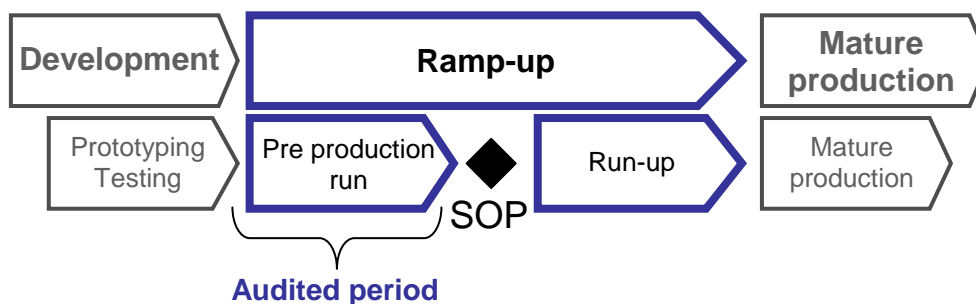 Development
Ramp-up
Mature
production
Prototyping
Testing
Pre production
run
SOP
Run-up
Mature
production
Audited period